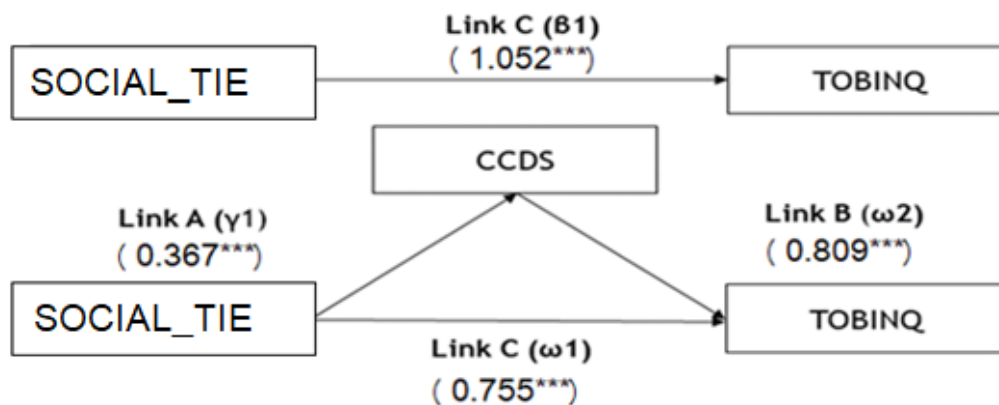 Link C (β1)
( 1.052***)
SOCIAL_TIE
TOBINQ
CCDS
Link A (γ1)
( 0.367***)
Link B (ω2)
( 0.809***)
SOCIAL_TIE
TOBINQ
Link C (ω1)
( 0.755***)